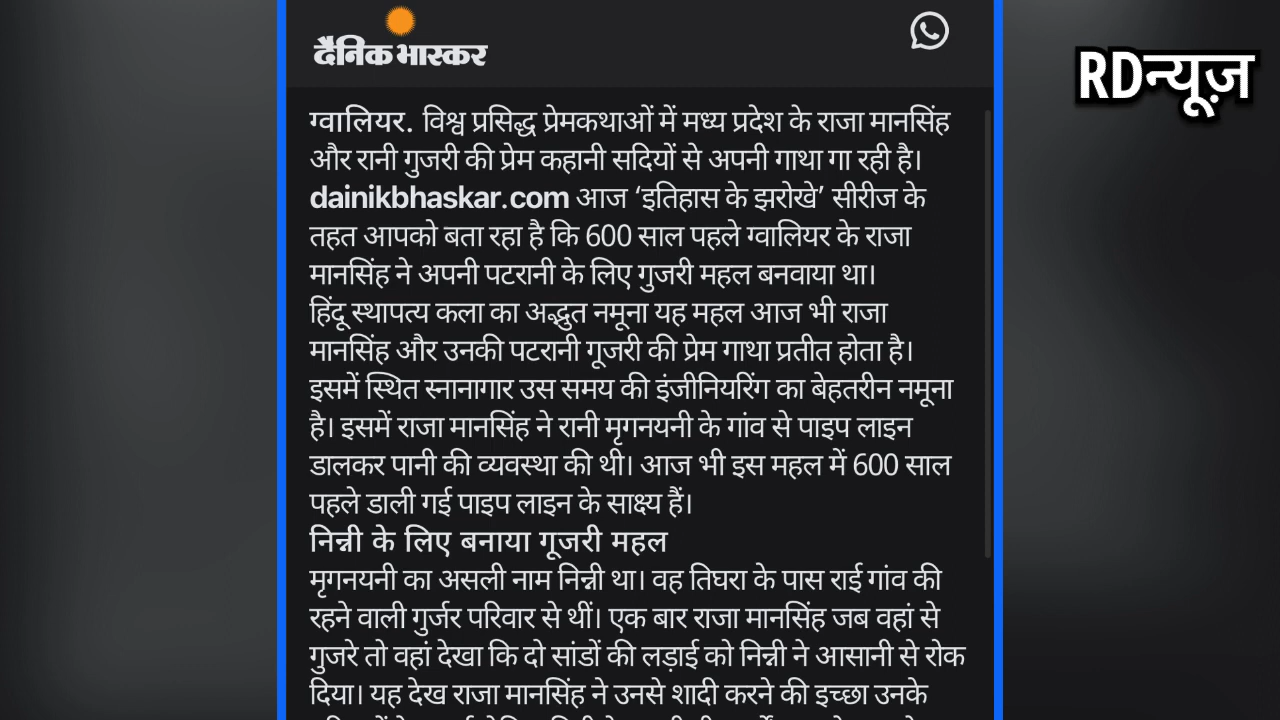 दैनिक भास्कर
RDन्यूज़
ग्वालियर. विश्व प्रसिद्ध प्रेमकथाओं में मध्य प्रदेश के राजा मानसिंह
और रानी गुजरी की प्रेम कहानी सदियों से अपनी गाथा गा रही है।
dainikbhaskar.com आज ‘इतिहास के झरोखे’ सीरीज के
तहत आपको बता रहा है कि 600 साल पहले ग्वालियर के राजा
मानसिंह ने अपनी पटरानी के लिए गुजरी महल बनवाया था।
हिंदू स्थापत्य कला का अद्भुत नमूना यह महल आज भी राजा
मानसिंह और उनकी पटरानी गूजरी की प्रेम गाथा प्रतीत होता है।
इसमें स्थित स्नानागार उस समय की इंजीनियरिंग का बेहतरीन नमूना
है। इसमें राजा मानसिंह ने रानी मृगनयनी के गांव से पाइप लाइन
डालकर पानी की व्यवस्था की थी। आज भी इस महल में 600 साल
पहले डाली गई पाइप लाइन के साक्ष्य हैं।
निन्नी के लिए बनाया गूजरी महल
मृगनयनी का असली नाम निन्नी था। वह तिघरा के पास राई गांव की
रहने वाली गुर्जर परिवार से थीं। एक बार राजा मानसिंह जब वहां से
गुजरे तो वहां देखा कि दो सांडों की लड़ाई को निन्नी ने आसानी से रोक
दिया। यह देख राजा मानसिंह ने उनसे शादी करने की इच्छा उनके